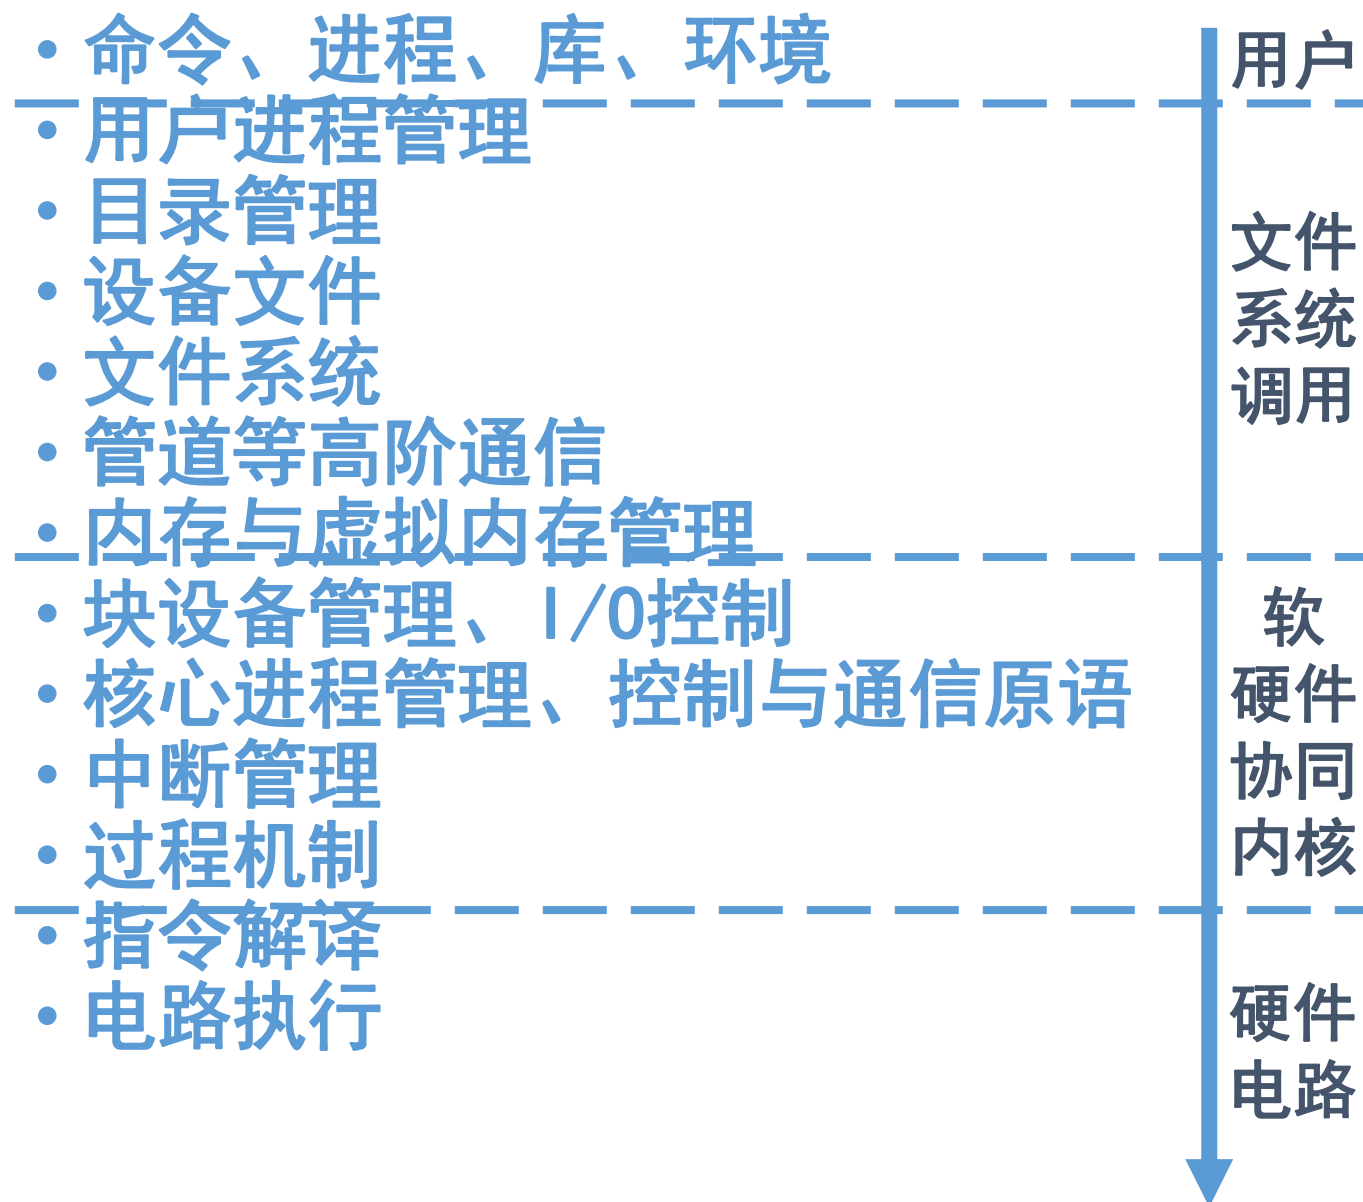 • 命令、进程、库、环境
• 用户进程管理
• 目录管理
• 设备文件
• 文件系统
• 管道等高阶通信
• 内存与虚拟内存管理
• 块设备管理、I/O控制
• 核心进程管理、控制与通信原语
• 中断管理
• 过程机制
• 指令解译
• 电路执行
用户
文件
系统
调用
软
硬件
协同
内核
硬件
电路